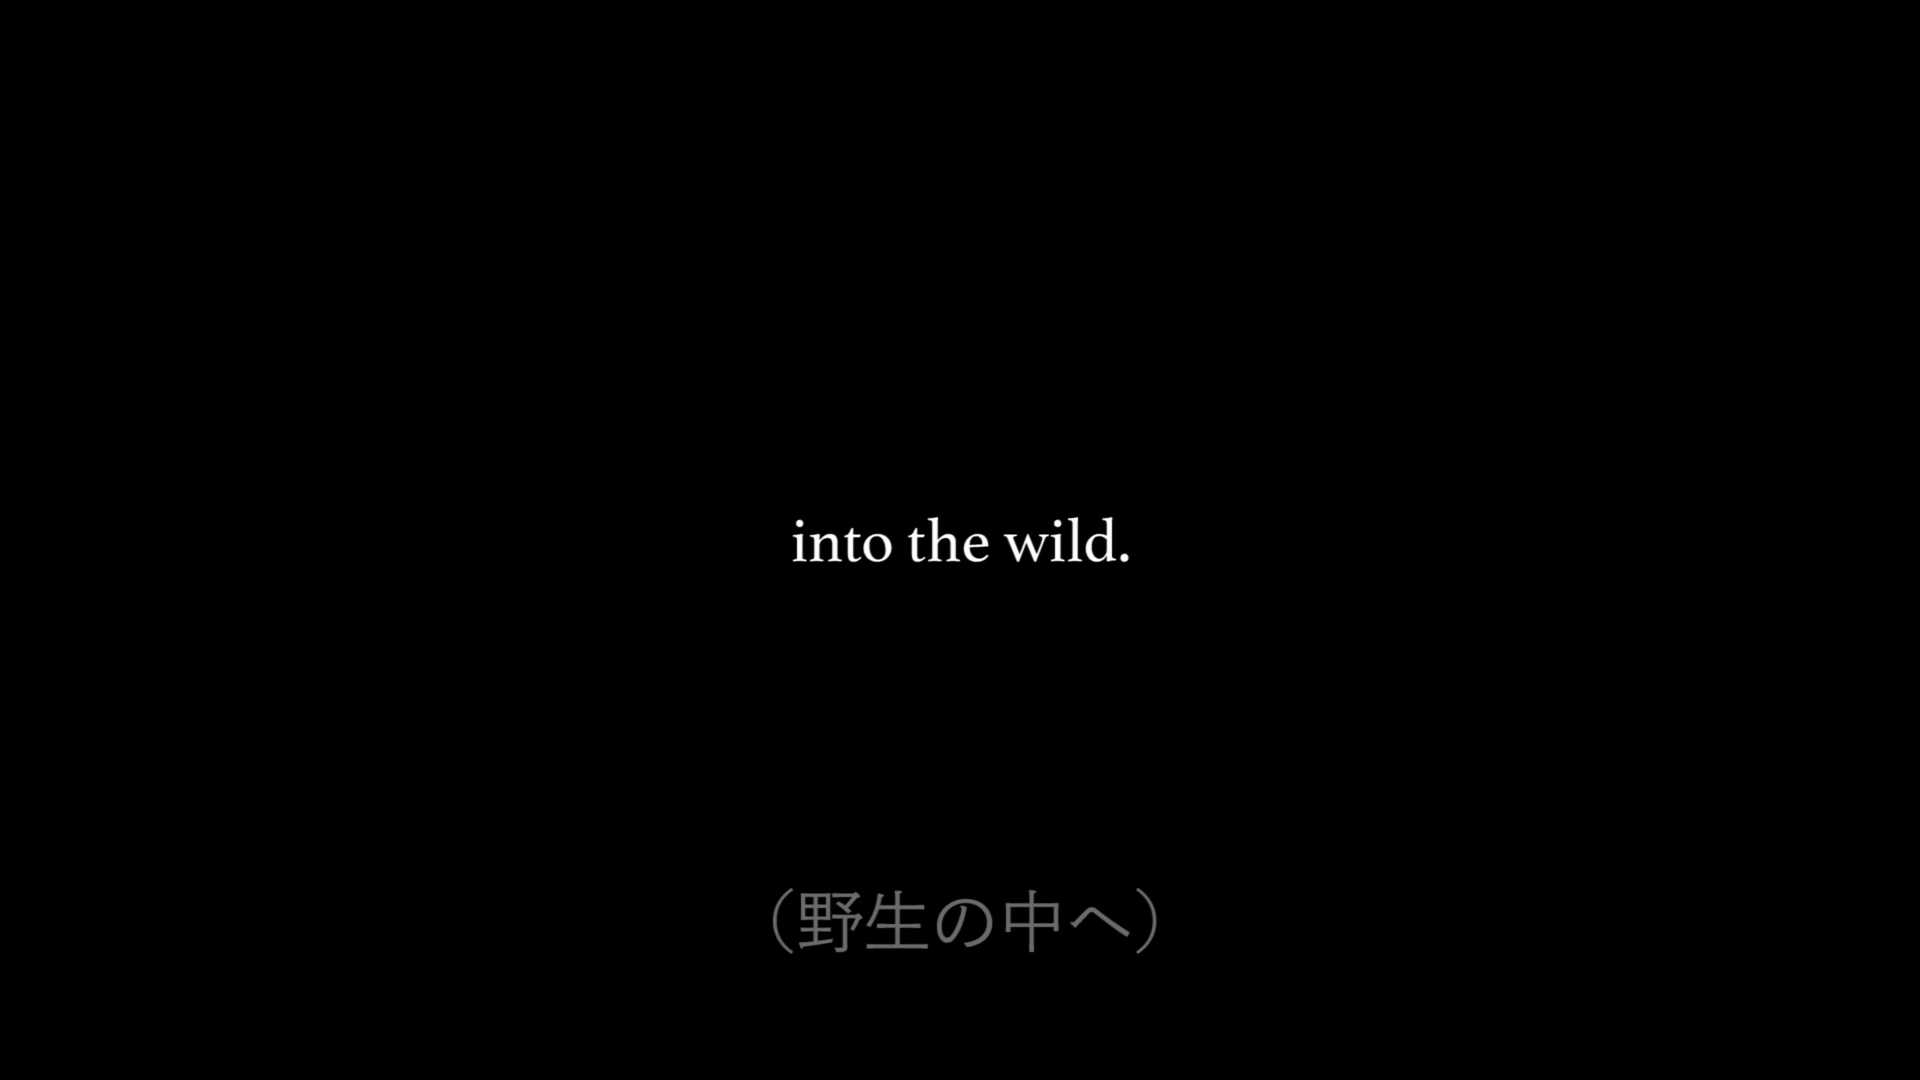 into the wild.
（野生の中へ）